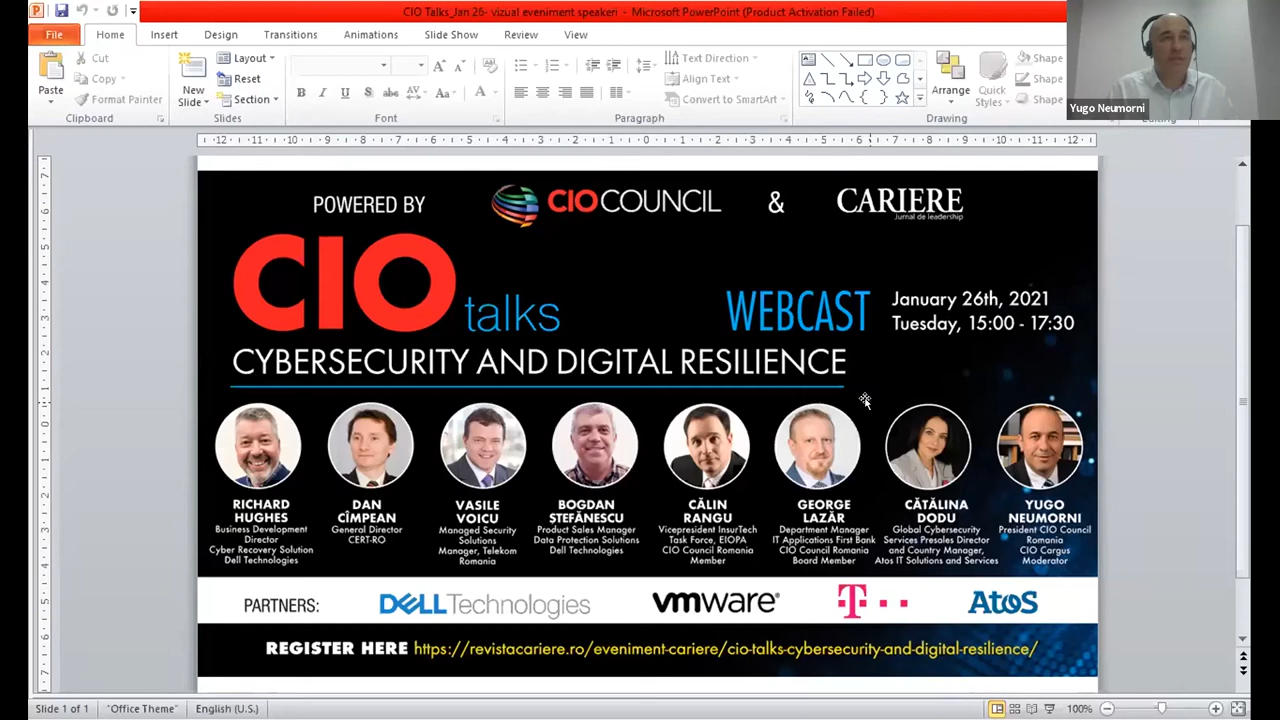 CIO Talks_Jan 26- vizual eveniment speakeri - Microsoft PowerPoint (Product Activation Failed)
File Home Insert Design Transitions Animations Slide Show Review View
Cut
Copy
Format Painter
Paste
Clipboard
New Slide
Layout
Reset
Section
Slides
B I U S abc AV Aa A
Font
Text Direction
Align Text
Convert to SmartArt
Paragraph
Arrange
Quick Styles
Shape
Shape
Shape
Drawing
Editing
Yugo Neumorni
POWERED BY CIOCOUNCIL & CARIERE
Jurnal de leadership
CIO talks
WEBCAST
January 26th, 2021
Tuesday, 15:00 - 17:30
CYBERSECURITY AND DIGITAL RESILIENCE
RICHARD HUGHES
Business Development
Director
Cyber Recovery Solution
Dell Technologies
DAN CÎMPEAN
General Director
CERT-RO
VASILE VOICU
Managed Security
Solutions
Manager, Telekom
Romania
BOGDAN ȘTEFĂNESCU
Product Sales Manager
Data Protection Solutions
Dell Technologies
CĂLIN RANGU
Vicepresident InsurTech
Task Force, EIOPA
CIO Council Romania
Member
GEORGE LAZĂR
Department Manager
IT Applications First Bank
CIO Council Romania
Board Member
CĂTĂLINA DODU
Global Cybersecurity
Services Presales Director
and Country Manager,
Atos IT Solutions and Services
YUGO NEUMORNI
President CIO Council
Romania
CIO Cargus
Moderator
PARTNERS: DELL Technologies vmware® T Atos
REGISTER HERE https://revistacariere.ro/eveniment-cariere/cio-talks-cybersecurity-and-digital-resilience/
Slide 1 of 1 "Office Theme" English (U.S.) 100%